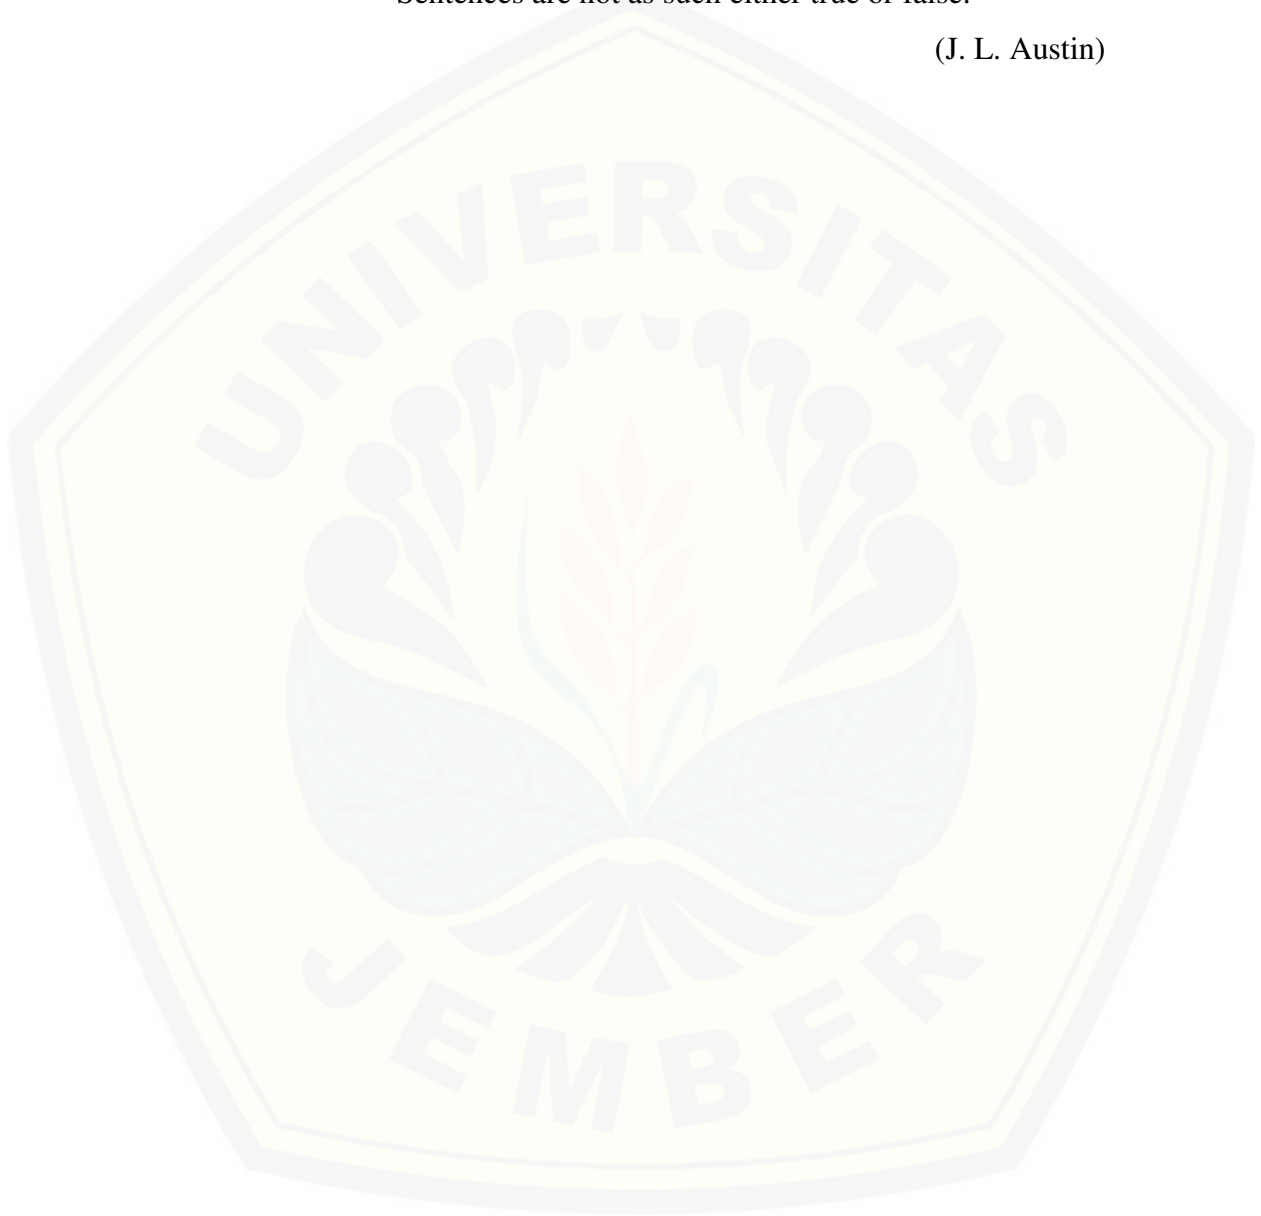 Sentences are not as such either true or false.
(J. L. Austin)
UNIVERSITAS
JEMBER